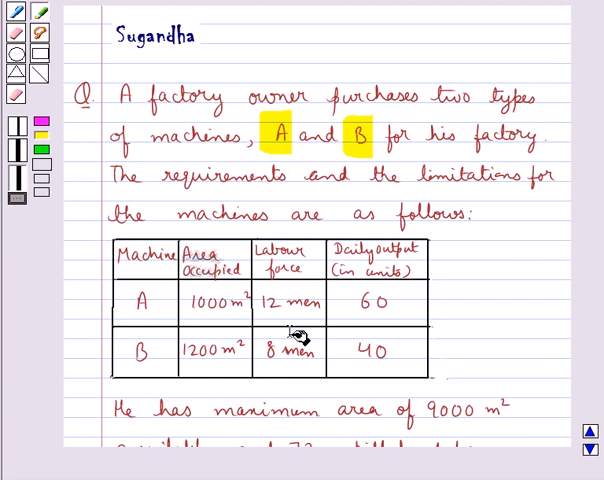 Sugandha
Q. A factory owner purchases two types
of machines, A and B for his factory.
The requirements and the limitations for
the machines are as follows:
Machine Area occupied Labour force Daily output (in units)
A 1000 m² 12 men 60
B 1200 m² 8 men 40
He has maximum area of 9000 m²